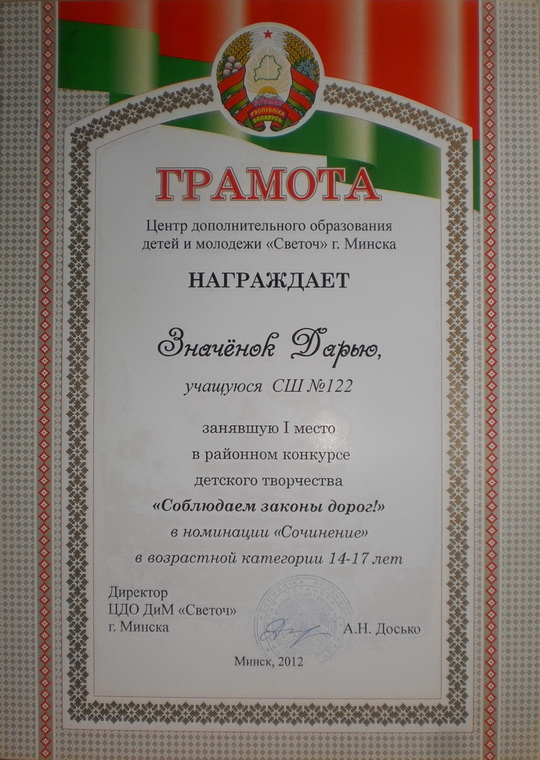 РЭСПУБЛІКА
БЕЛАРУСЬ
ГРАМОТА
Центр дополнительного образования
детей и молодежи «Светоч» г. Минска
НАГРАЖДАЕТ
Значёнок Дарью,
учащуюся СШ №122
занявшую I место
в районном конкурсе
детского творчества
«Соблюдаем законы дорог!»
в номинации «Сочинение»
в возрастной категории 14-17 лет
Директор
ЦДО ДиМ «Светоч»
г. Минска
А.Н. Досько
Минск, 2012